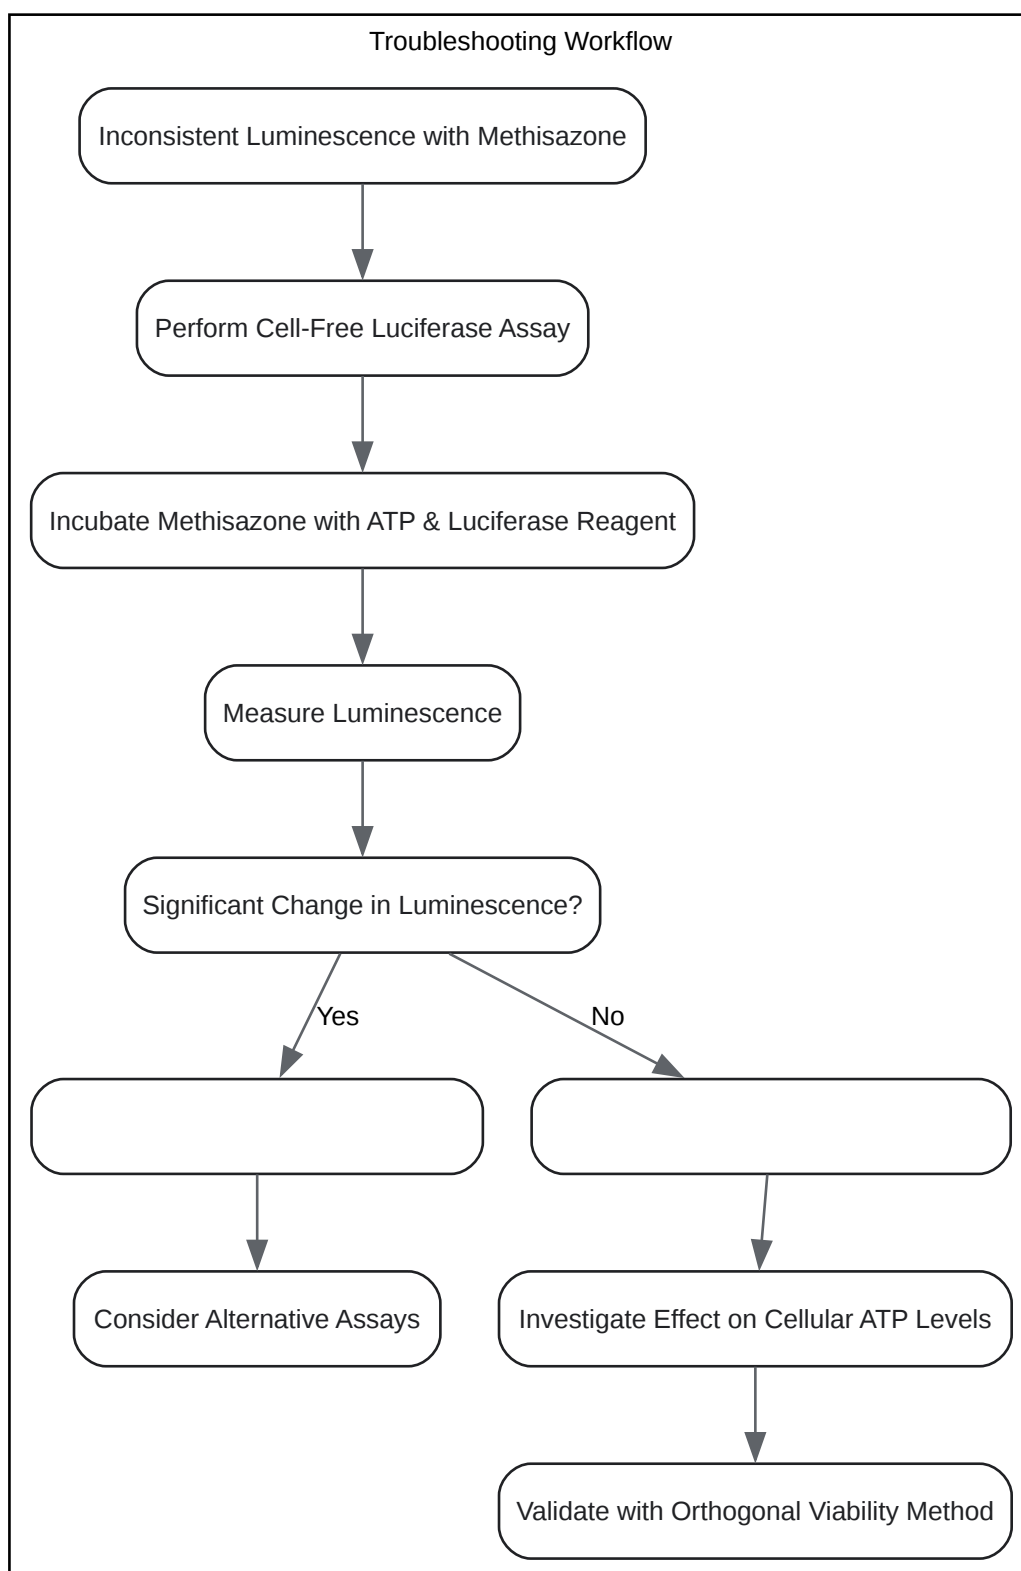 Troubleshooting Workflow
Inconsistent Luminescence with Methisazone
Perform Cell-Free Luciferase Assay
Incubate Methisazone with ATP & Luciferase Reagent
Measure Luminescence
Significant Change in Luminescence?
Yes
No
Consider Alternative Assays
Investigate Effect on Cellular ATP Levels
Validate with Orthogonal Viability Method